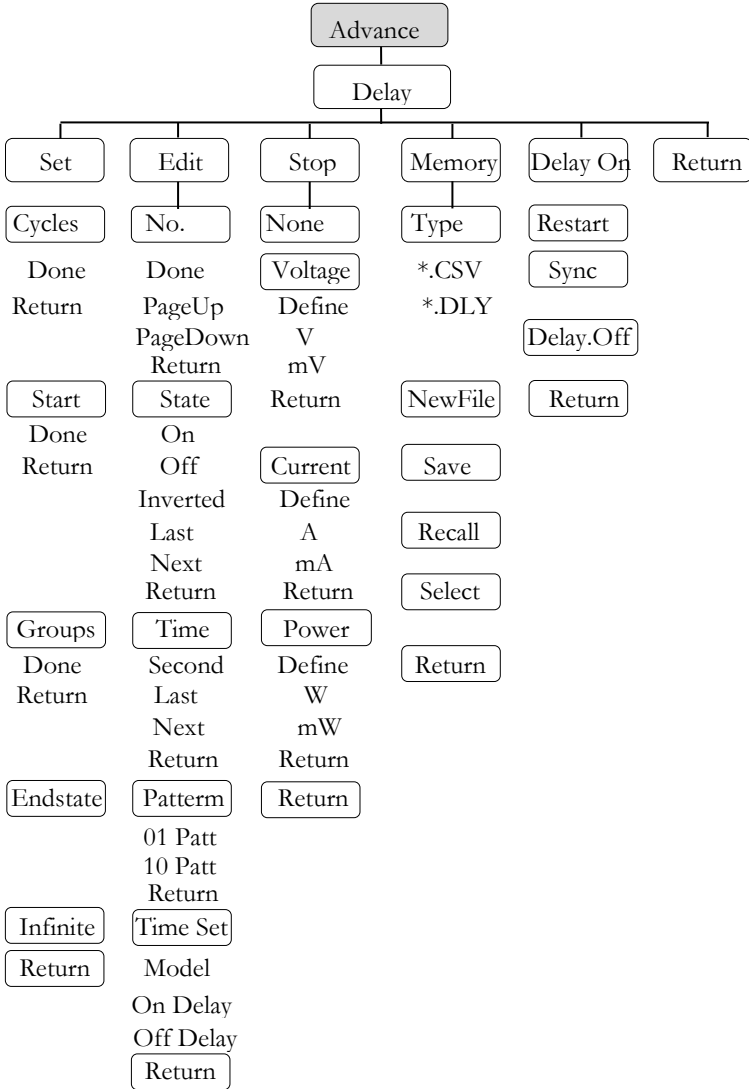 Advance
Delay
Set Edit Stop Memory Delay On Return
Cycles No. None Type Restart
Done Done Voltage *.CSV Sync
Return PageUp Define *.DLY
PageDown V Delay.Off
Return mV
Start State Return NewFile Return
Done On
Return Off Current Save
Inverted Define
Last A Recall
Next mA
Return Return Select
Groups Time Power
Done Second Define Return
Return Last W
Next mW
Return Return
Endstate Patterm Return
01 Patt
10 Patt
Return
Infinite Time Set
Return Model
On Delay
Off Delay
Return